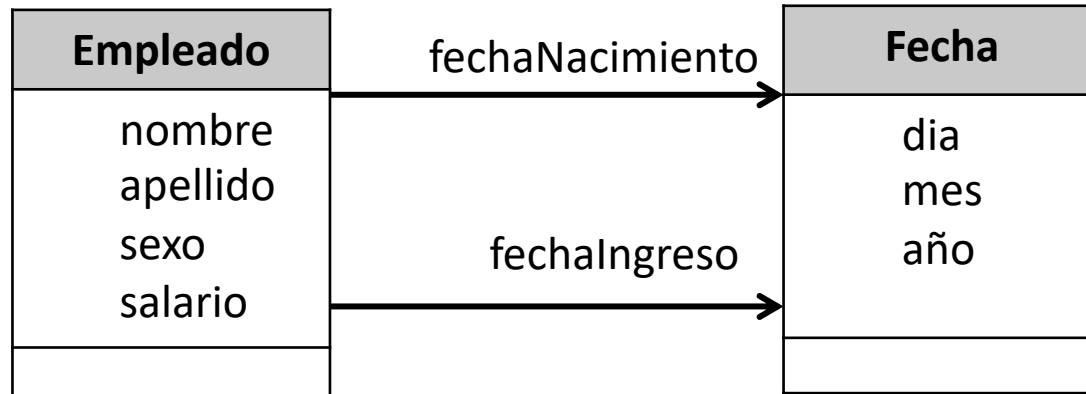 Empleado
nombre
apellido
sexo
salario
fechaNacimiento
fechaIngreso
Fecha
dia
mes
año